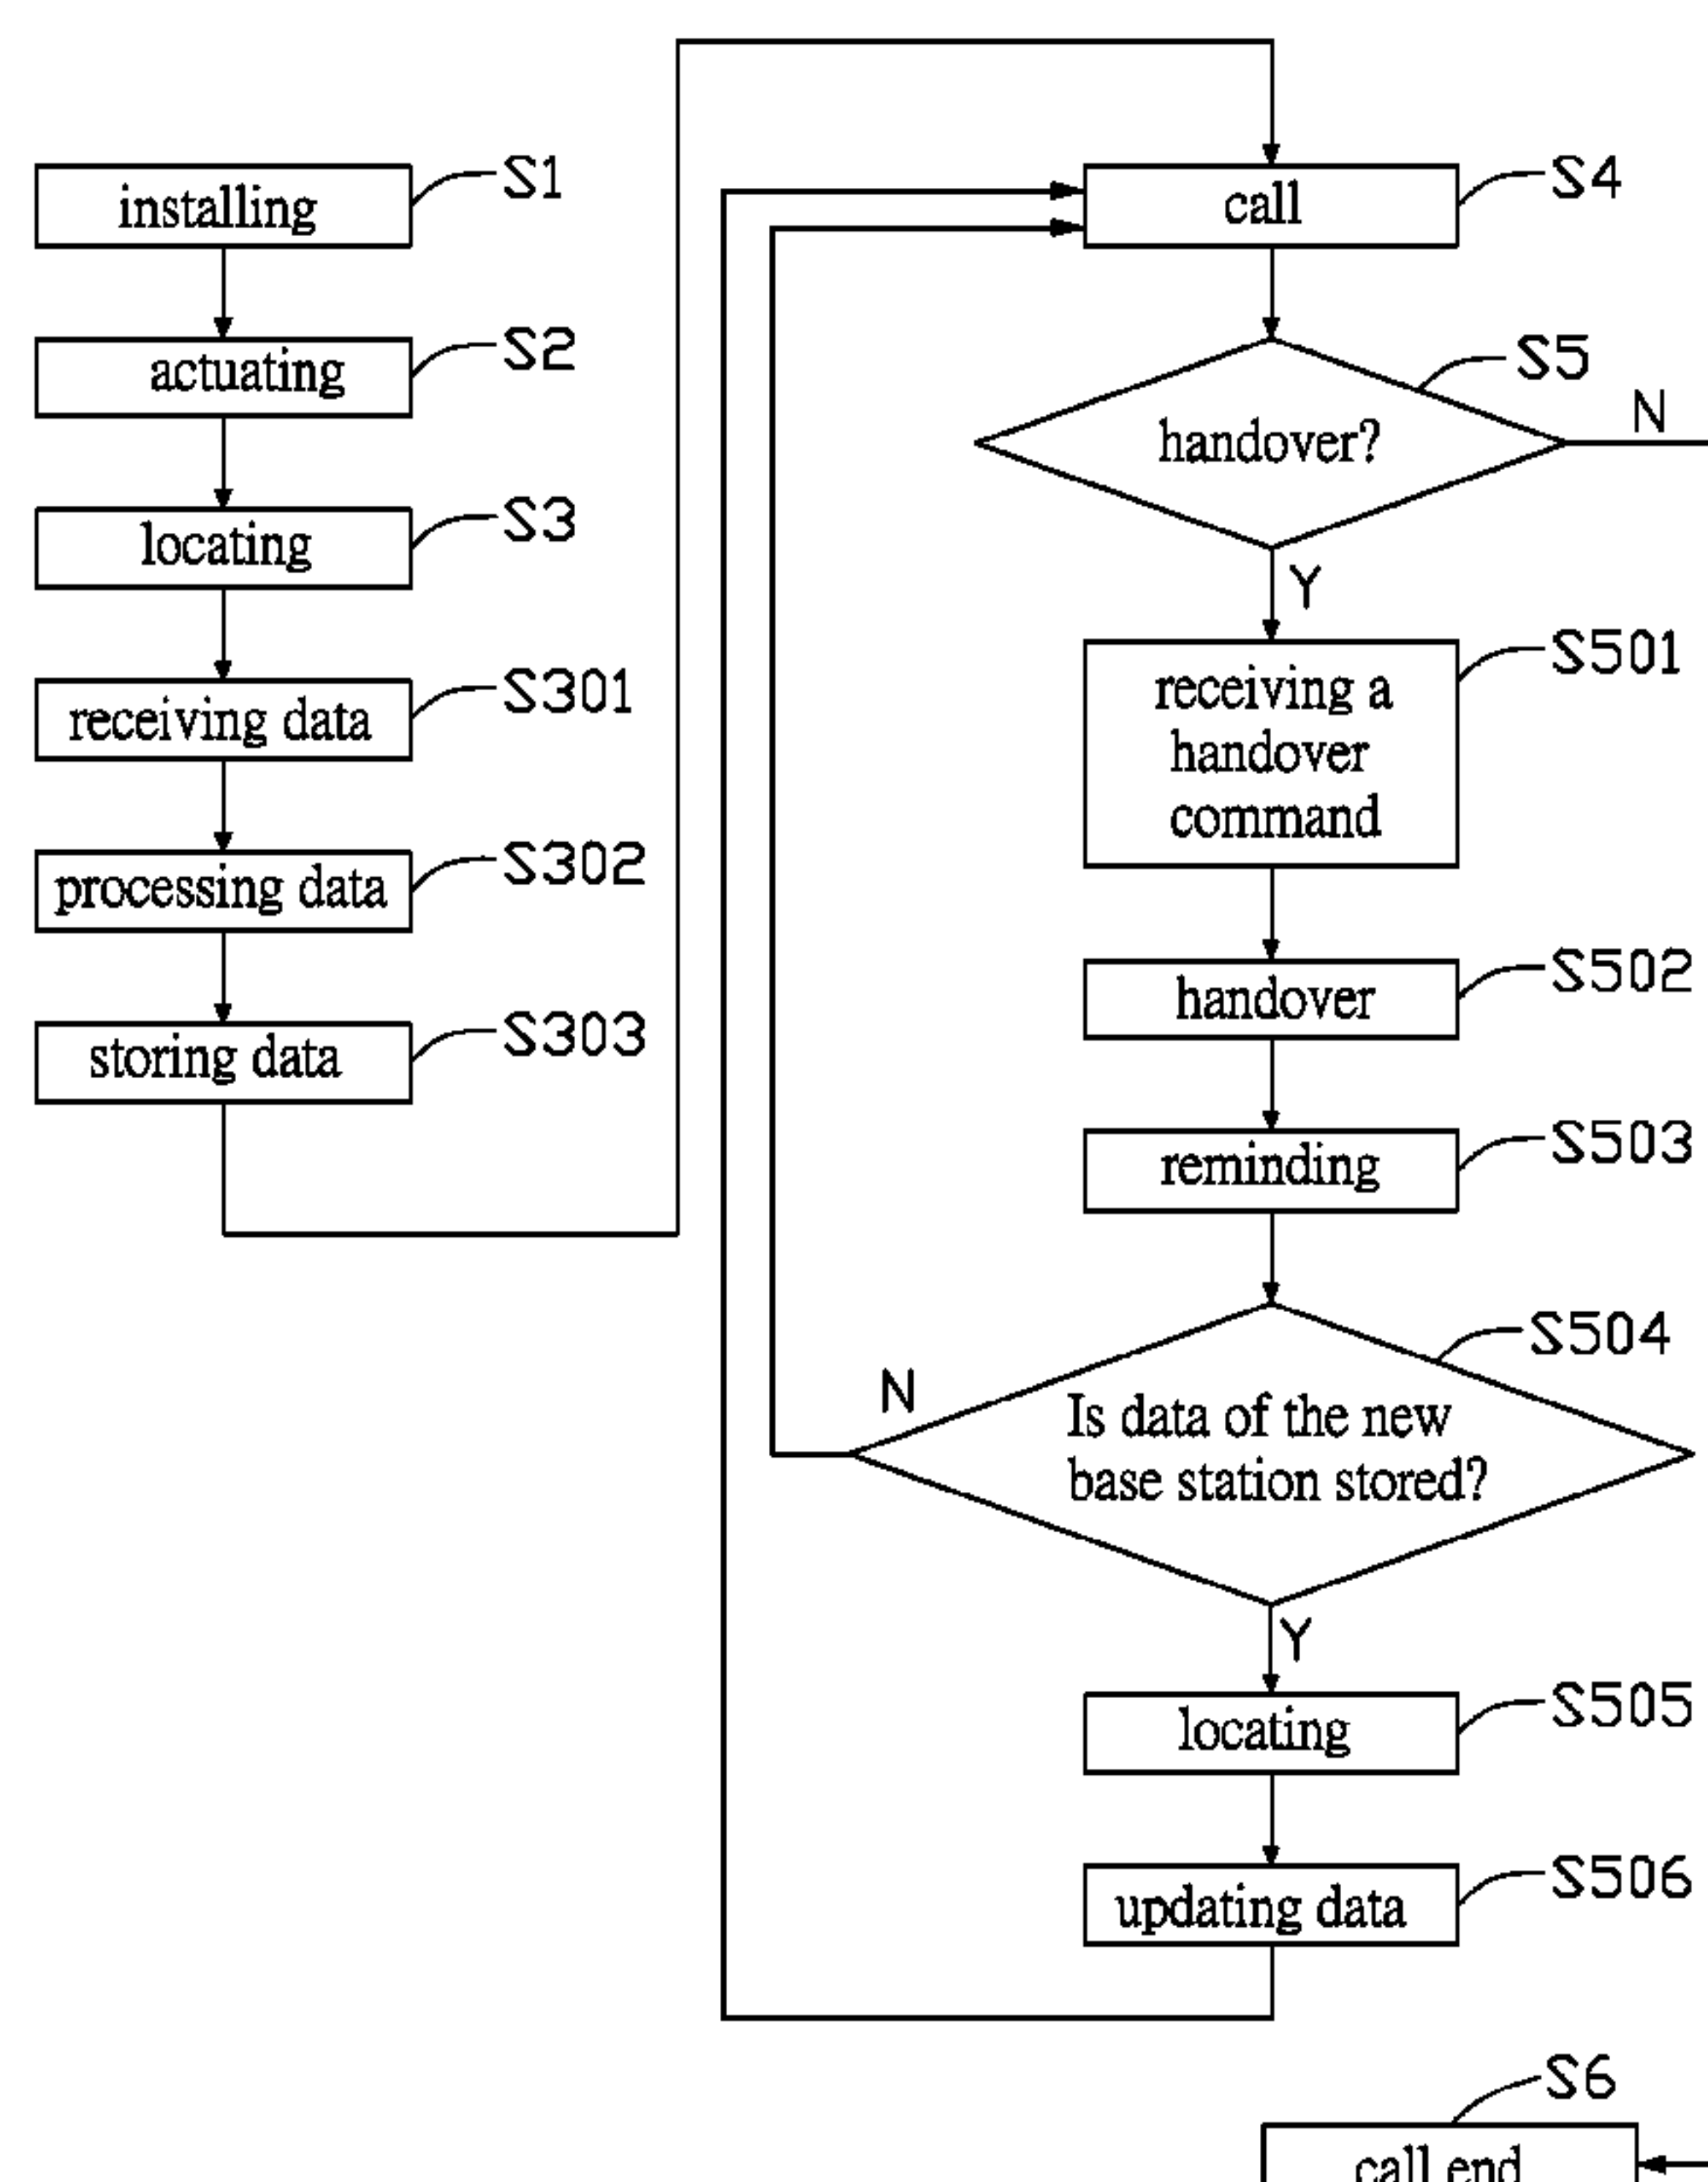 installing
S1
actuating
S2
locating
S3
receiving data
S301
processing data
S302
storing data
S303
call
S4
handover?
S5
N
Y
receiving a
handover
command
S501
handover
S502
reminding
S503
Is data of the new
base station stored?
S504
N
Y
locating
S505
updating data
S506
call end
S6